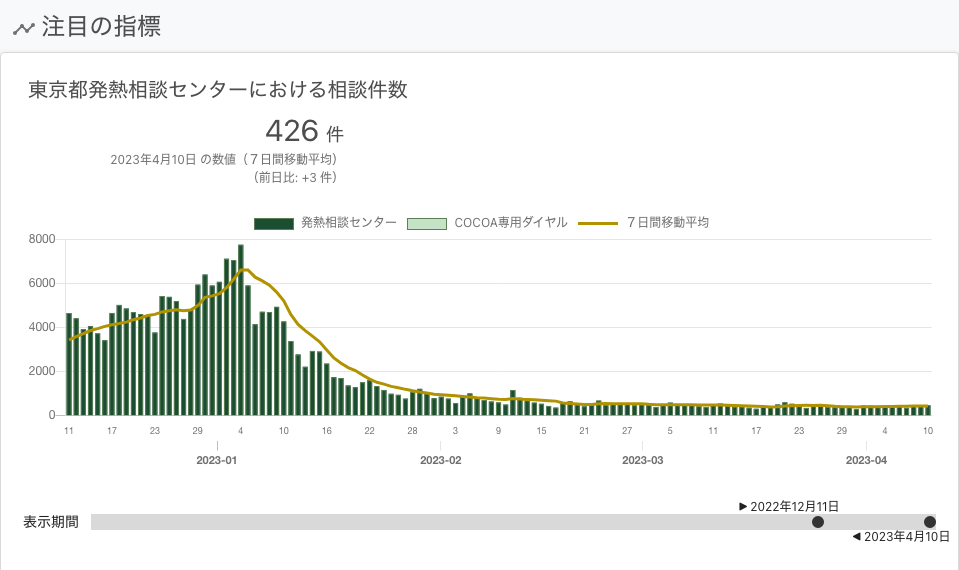 注目の指標
東京都発熱相談センターにおける相談件数
426 件
2023年4月10日 の数値（７日間移動平均）
（前日比: +3 件）
発熱相談センター COCOA専用ダイヤル ７日間移動平均
8000
6000
4000
2000
0
11 17 23 29 4 10 16 22 28 3 9 15 21 27 5 11 17 23 29 4 10
2023-01 2023-02 2023-03 2023-04
▶ 2022年12月11日
表示期間
◀ 2023年4月10日